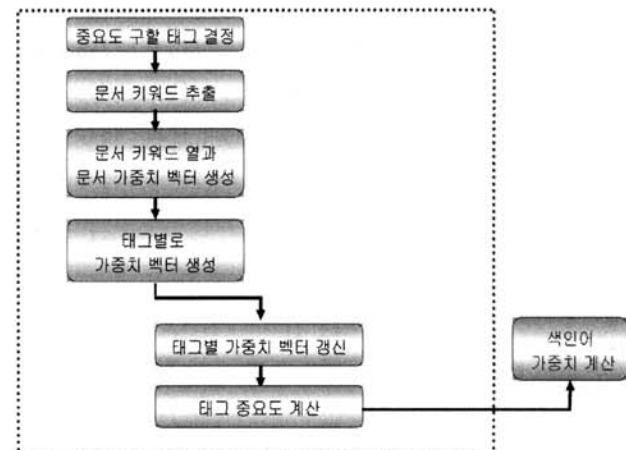 중요도 구할 태그 결정
문서 키워드 추출
문서 키워드 열과
문서 가중치 벡터 생성
태그별로
가중치 벡터 생성
태그별 가중치 벡터 갱신
태그 중요도 계산
색인어
가중치 계산